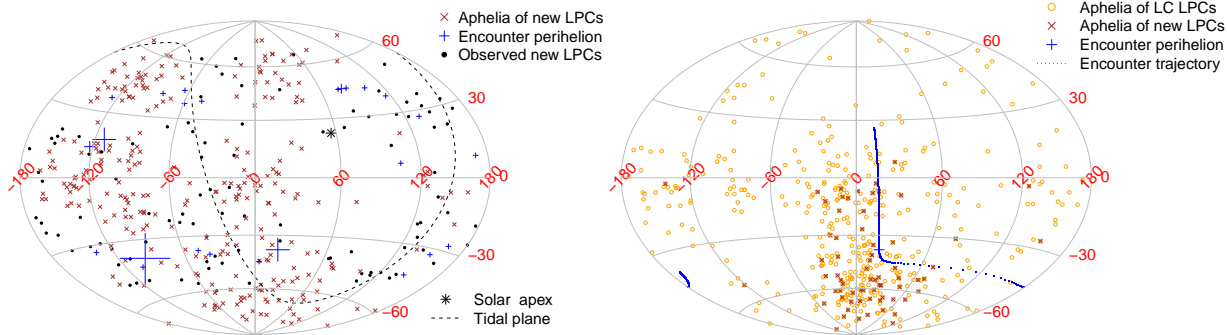 Aphelia of new LPCs
Encounter perihelion
Observed new LPCs
60
30
−180
−120
−60
0
60
120
180
−30
−60
Solar apex
Tidal plane
Aphelia of LC LPCs
Aphelia of new LPCs
Encounter perihelion
Encounter trajectory
60
30
−180
−120
−60
0
60
120
180
−30
−60